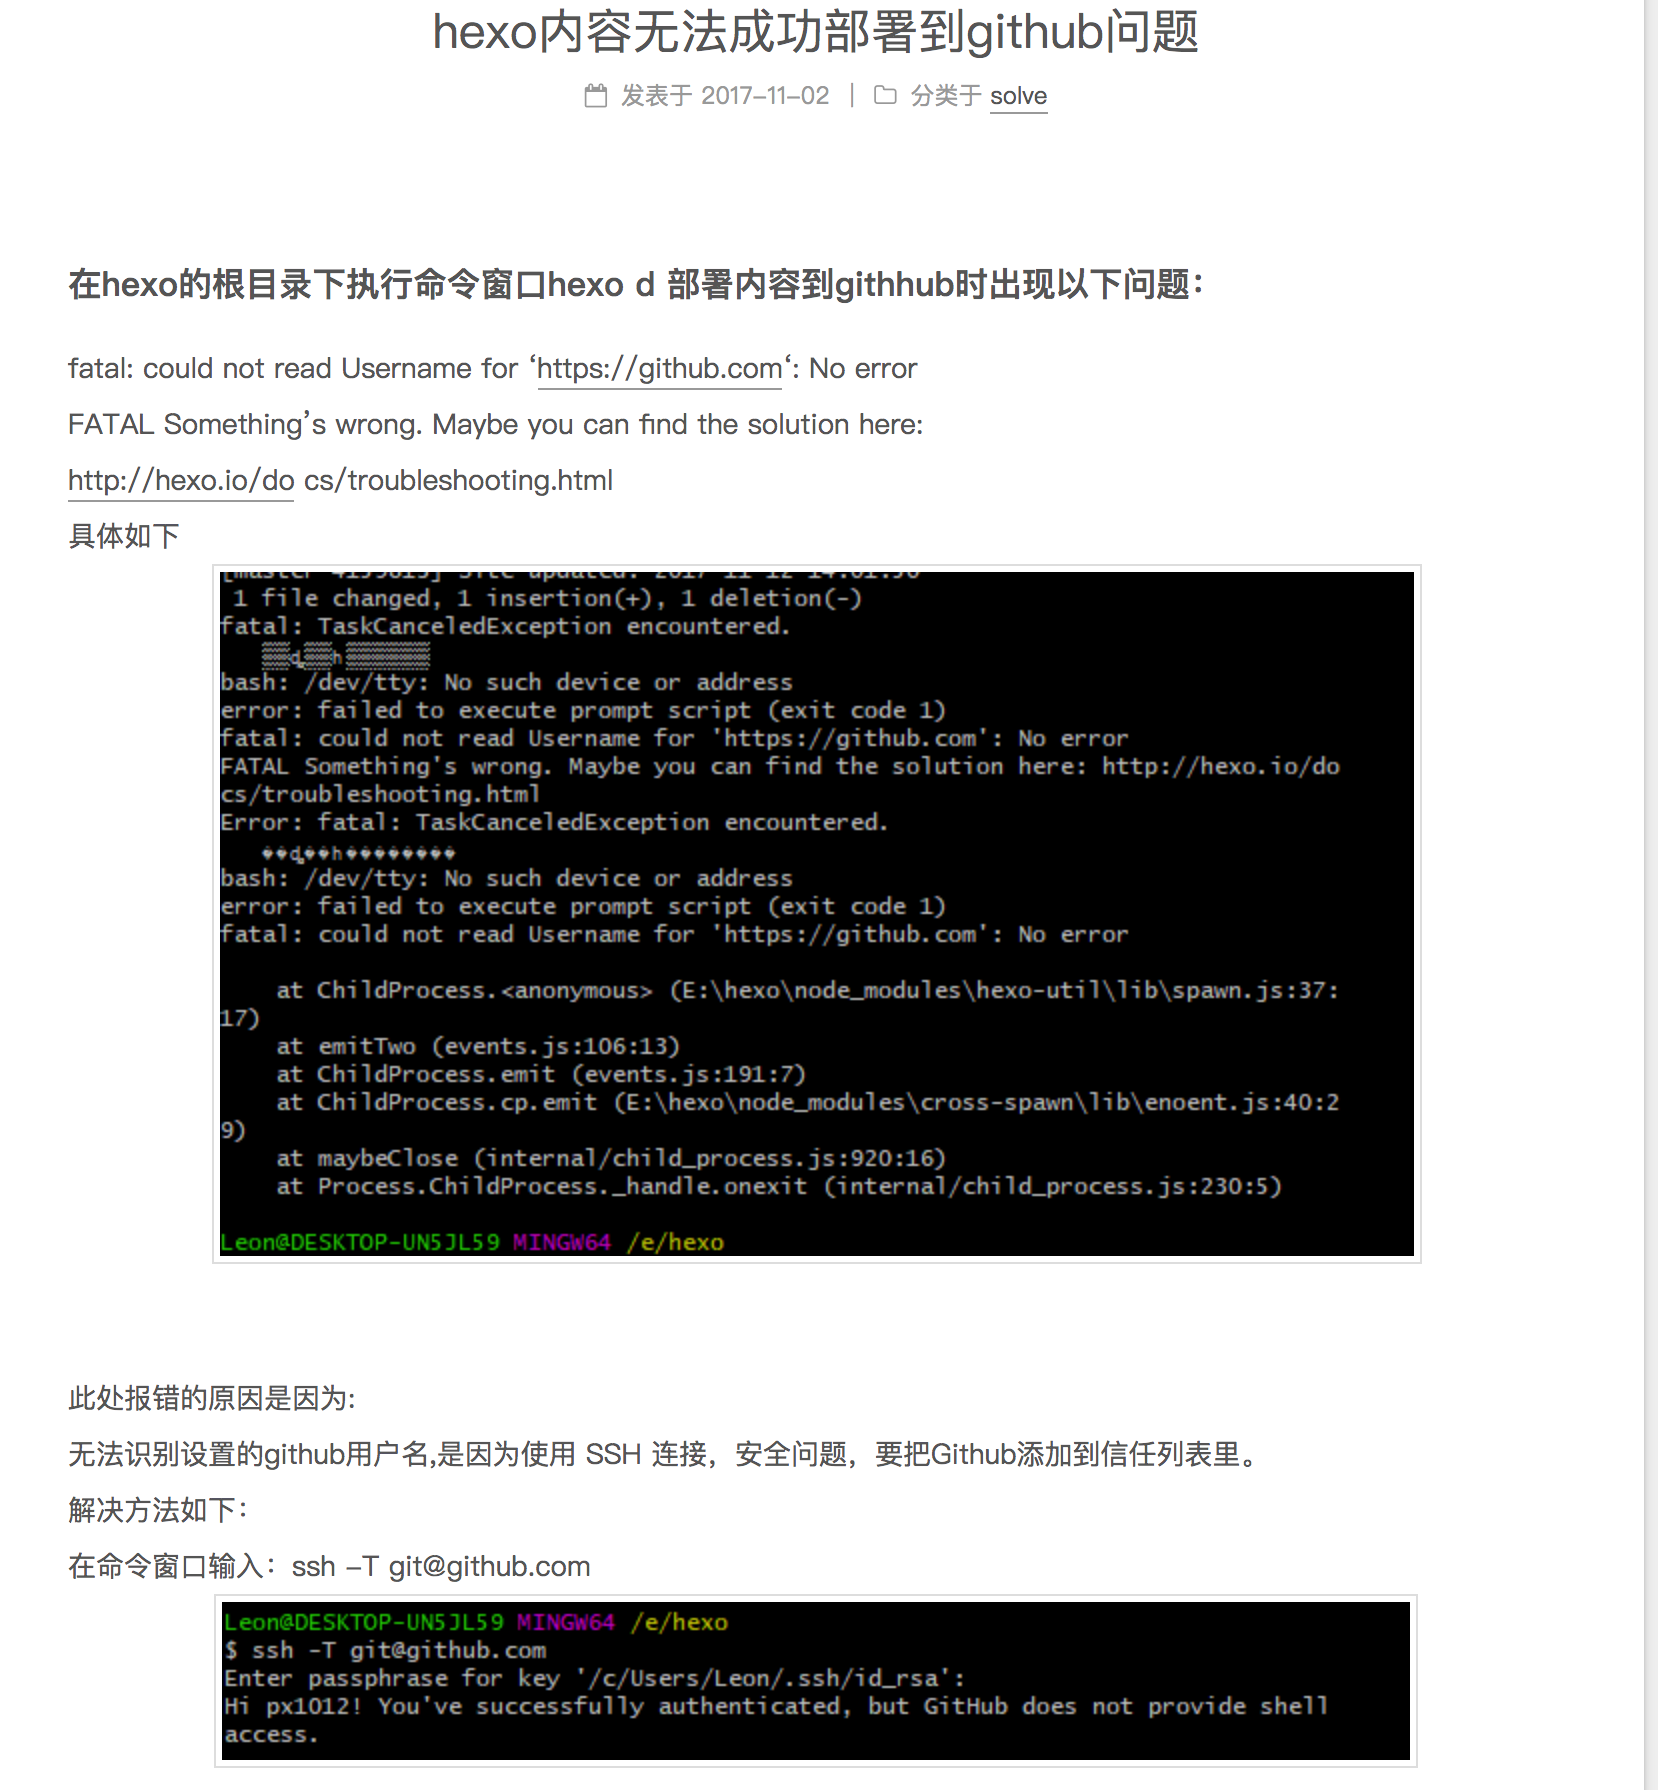 hexo内容无法成功部署到github问题
发表于 2017-11-02 | 分类于 solve
在hexo的根目录下执行命令窗口hexo d 部署内容到githhub时出现以下问题：
fatal: could not read Username for ‘https://github.com‘: No error
FATAL Something’s wrong. Maybe you can find the solution here:
http://hexo.io/do cs/troubleshooting.html
具体如下
1 file changed, 1 insertion(+), 1 deletion(-)
fatal: TaskCanceledException encountered.
bash: /dev/tty: No such device or address
error: failed to execute prompt script (exit code 1)
fatal: could not read Username for 'https://github.com': No error
FATAL Something's wrong. Maybe you can find the solution here: http://hexo.io/do
cs/troubleshooting.html
Error: fatal: TaskCanceledException encountered.
bash: /dev/tty: No such device or address
error: failed to execute prompt script (exit code 1)
fatal: could not read Username for 'https://github.com': No error
at ChildProcess.<anonymous> (E:\hexo\node_modules\hexo-util\lib\spawn.js:37:
17)
at emitTwo (events.js:106:13)
at ChildProcess.emit (events.js:191:7)
at ChildProcess.cp.emit (E:\hexo\node_modules\cross-spawn\lib\enoent.js:40:2
9)
at maybeClose (internal/child_process.js:920:16)
at Process.ChildProcess._handle.onexit (internal/child_process.js:230:5)
Leon@DESKTOP-UN5JL59 MINGW64 /e/hexo
此处报错的原因是因为:
无法识别设置的github用户名,是因为使用 SSH 连接，安全问题，要把Github添加到信任列表里。
解决方法如下：
在命令窗口输入：ssh -T git@github.com
Leon@DESKTOP-UN5JL59 MINGW64 /e/hexo
$ ssh -T git@github.com
Enter passphrase for key '/c/Users/Leon/.ssh/id_rsa':
Hi px1012! You've successfully authenticated, but GitHub does not provide shell
access.